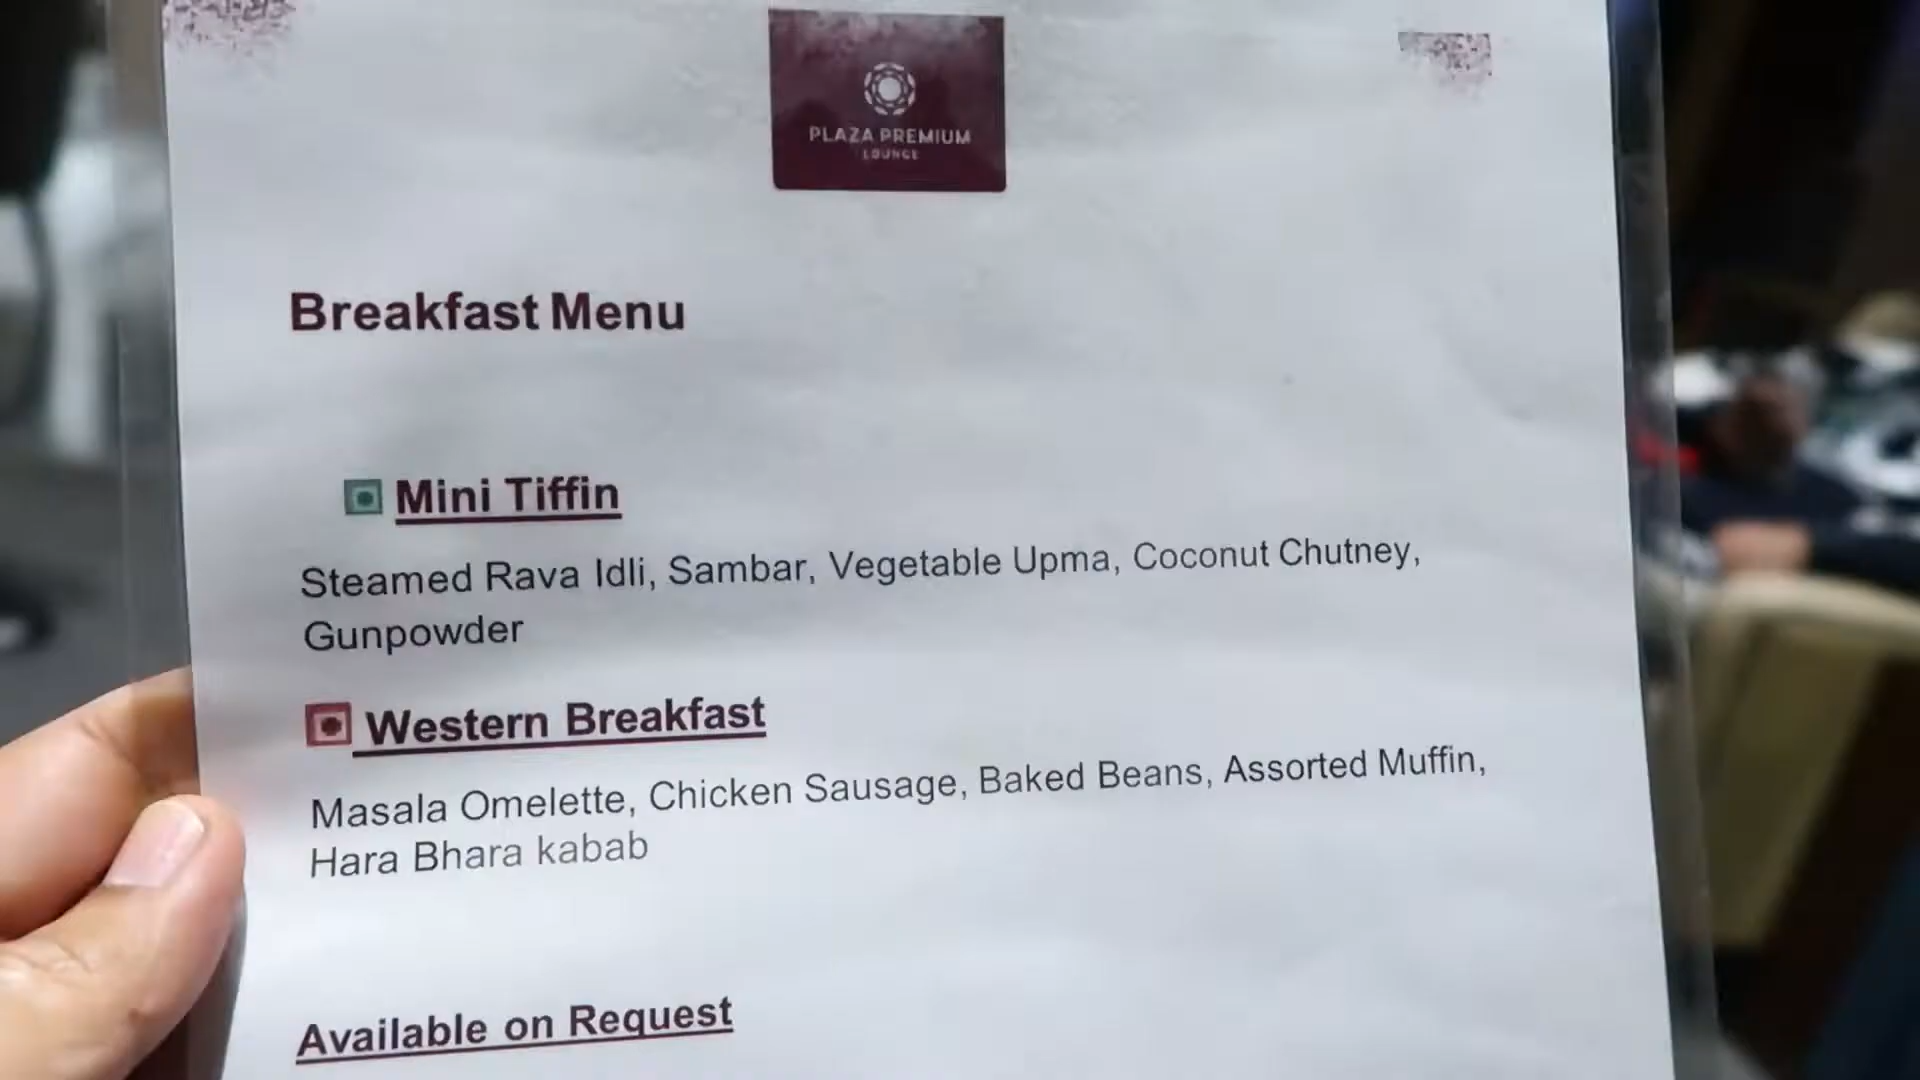 PLAZA PREMIUM
LOUNGE
Breakfast Menu
Mini Tiffin
Steamed Rava Idli, Sambar, Vegetable Upma, Coconut Chutney,
Gunpowder
Western Breakfast
Masala Omelette, Chicken Sausage, Baked Beans, Assorted Muffin,
Hara Bhara kabab
Available on Request